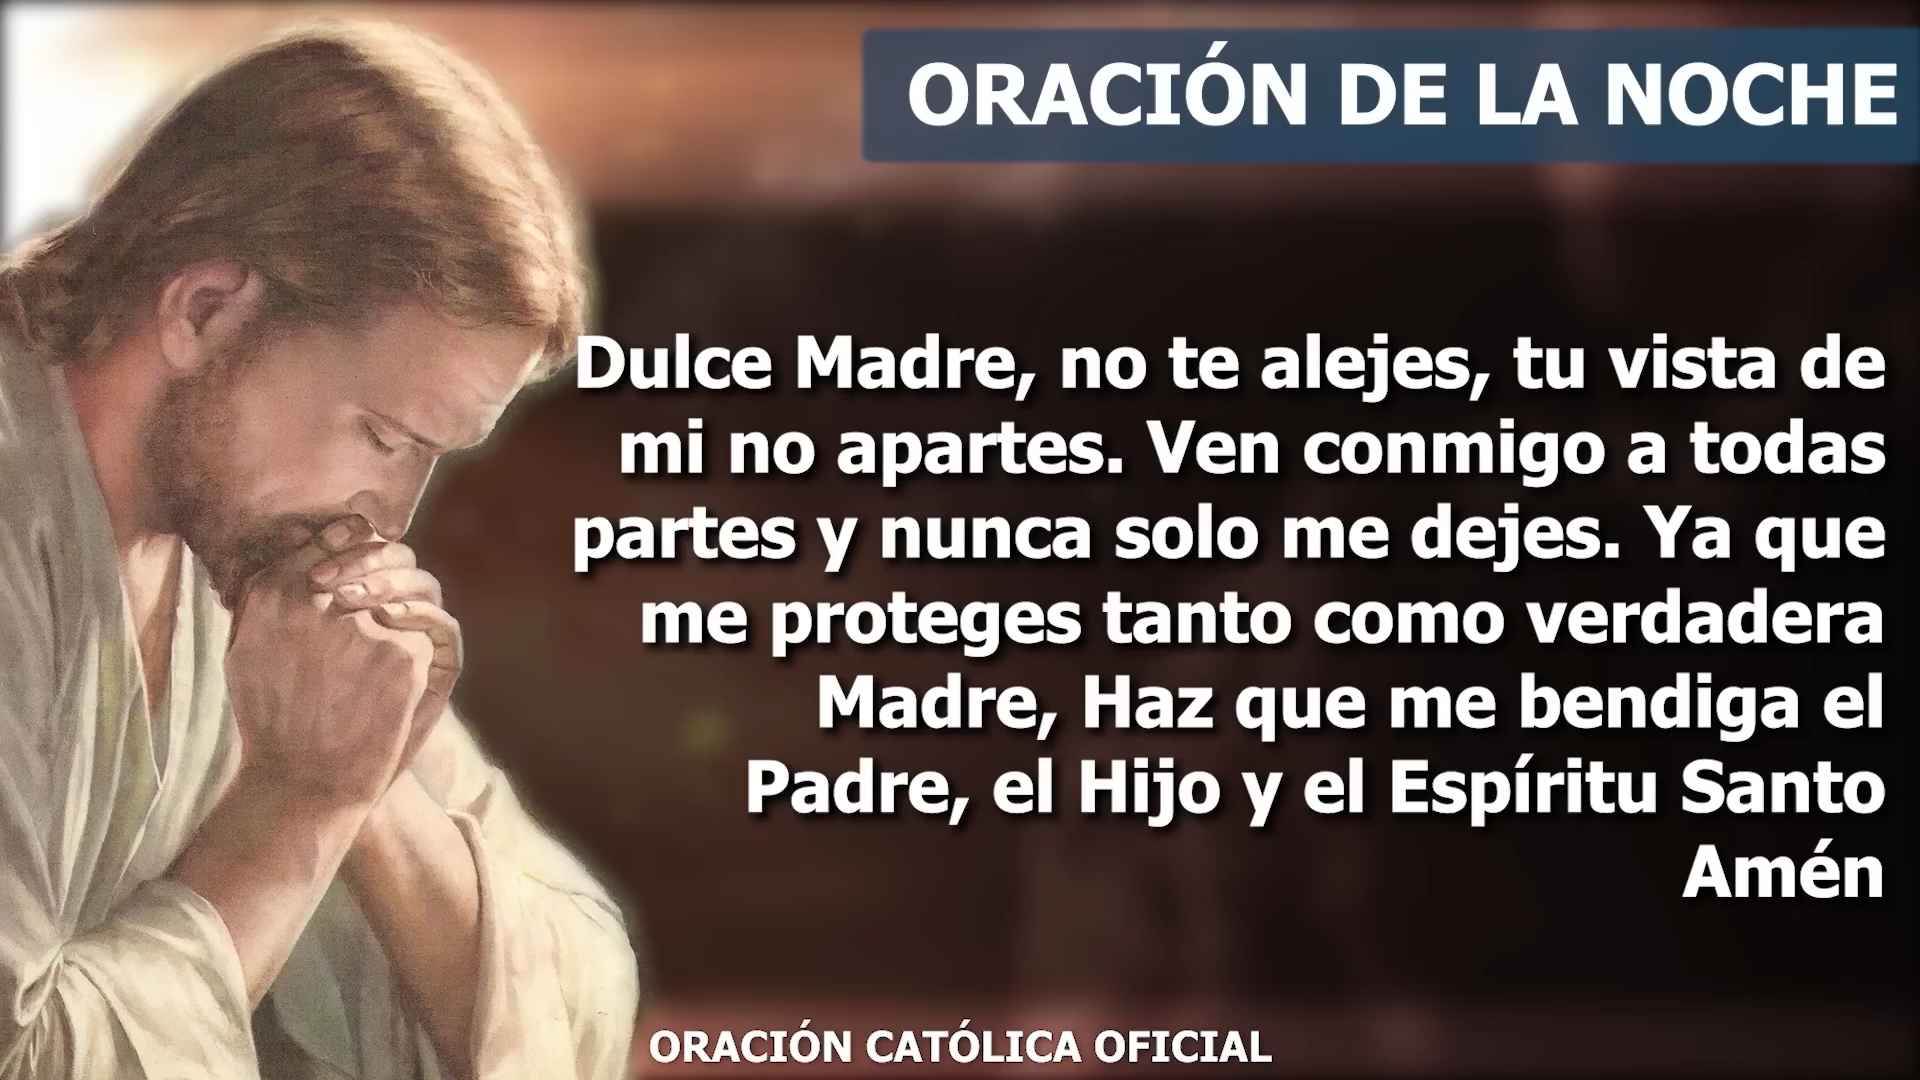 ORACIÓN DE LA NOCHE
Dulce Madre, no te alejes, tu vista de
mi no apartes. Ven conmigo a todas
partes y nunca solo me dejes. Ya que
me proteges tanto como verdadera
Madre, Haz que me bendiga el
Padre, el Hijo y el Espíritu Santo
Amén
ORACIÓN CATÓLICA OFICIAL